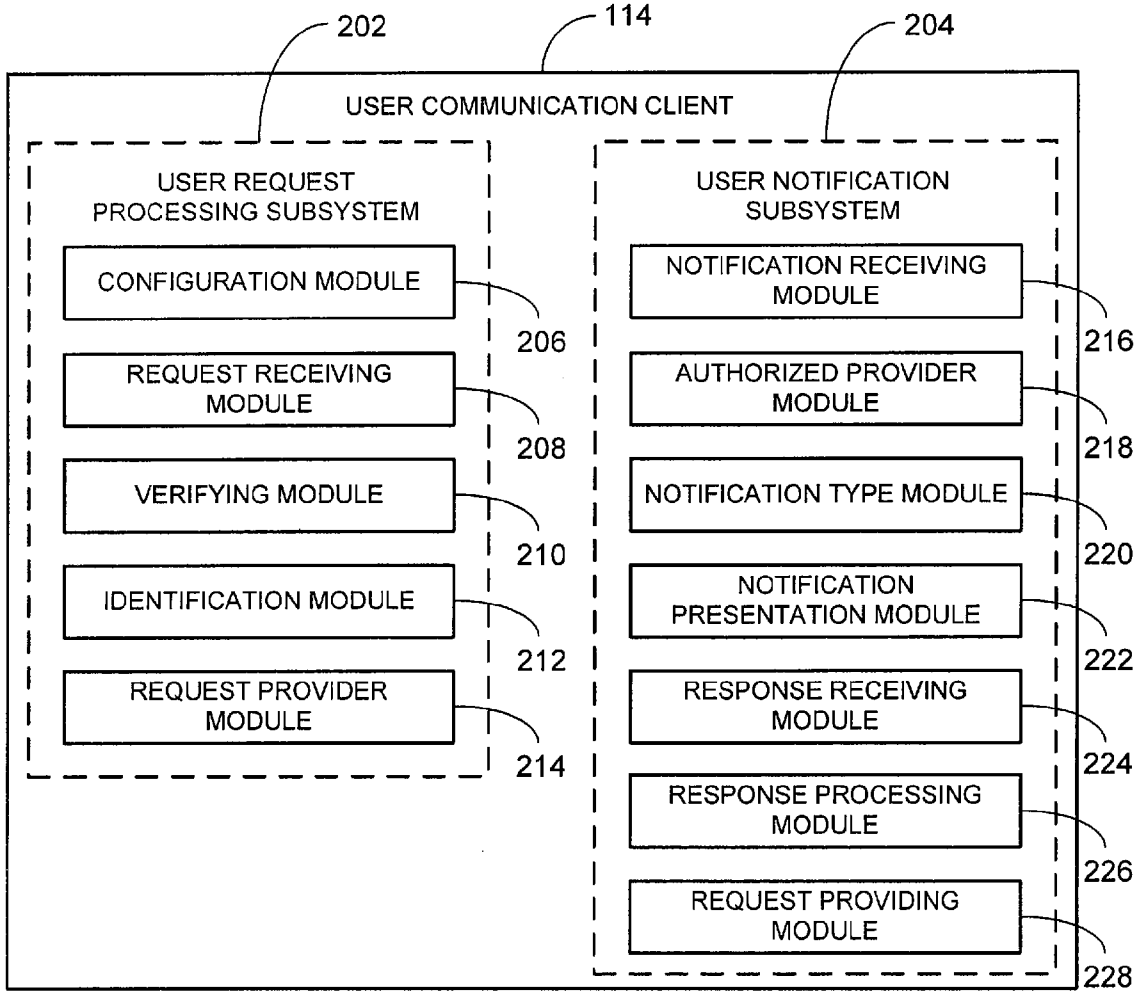 202
114
204
USER COMMUNICATION CLIENT
USER REQUEST
PROCESSING SUBSYSTEM
CONFIGURATION MODULE
206
REQUEST RECEIVING
MODULE
208
VERIFYING MODULE
210
IDENTIFICATION MODULE
212
REQUEST PROVIDER
MODULE
214
USER NOTIFICATION
SUBSYSTEM
NOTIFICATION RECEIVING
MODULE
216
AUTHORIZED PROVIDER
MODULE
218
NOTIFICATION TYPE MODULE
220
NOTIFICATION
PRESENTATION MODULE
222
RESPONSE RECEIVING
MODULE
224
RESPONSE PROCESSING
MODULE
226
REQUEST PROVIDING
MODULE
228